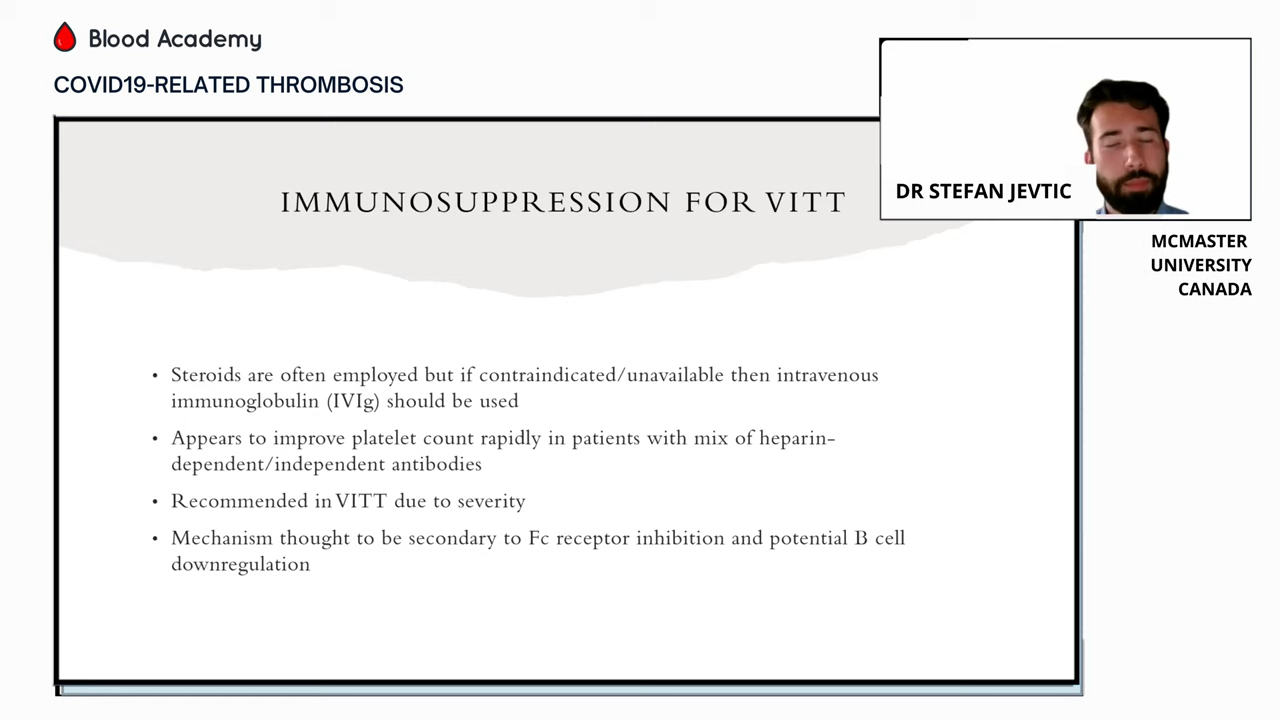 Blood Academy
COVID19-RELATED THROMBOSIS
DR STEFAN JEVTIC
MCMASTER
UNIVERSITY
CANADA
IMMUNOSUPPRESSION FOR VITT
• Steroids are often employed but if contraindicated/unavailable then intravenous
immunoglobulin (IVIg) should be used
• Appears to improve platelet count rapidly in patients with mix of heparin-
dependent/independent antibodies
• Recommended in VITT due to severity
• Mechanism thought to be secondary to Fc receptor inhibition and potential B cell
downregulation